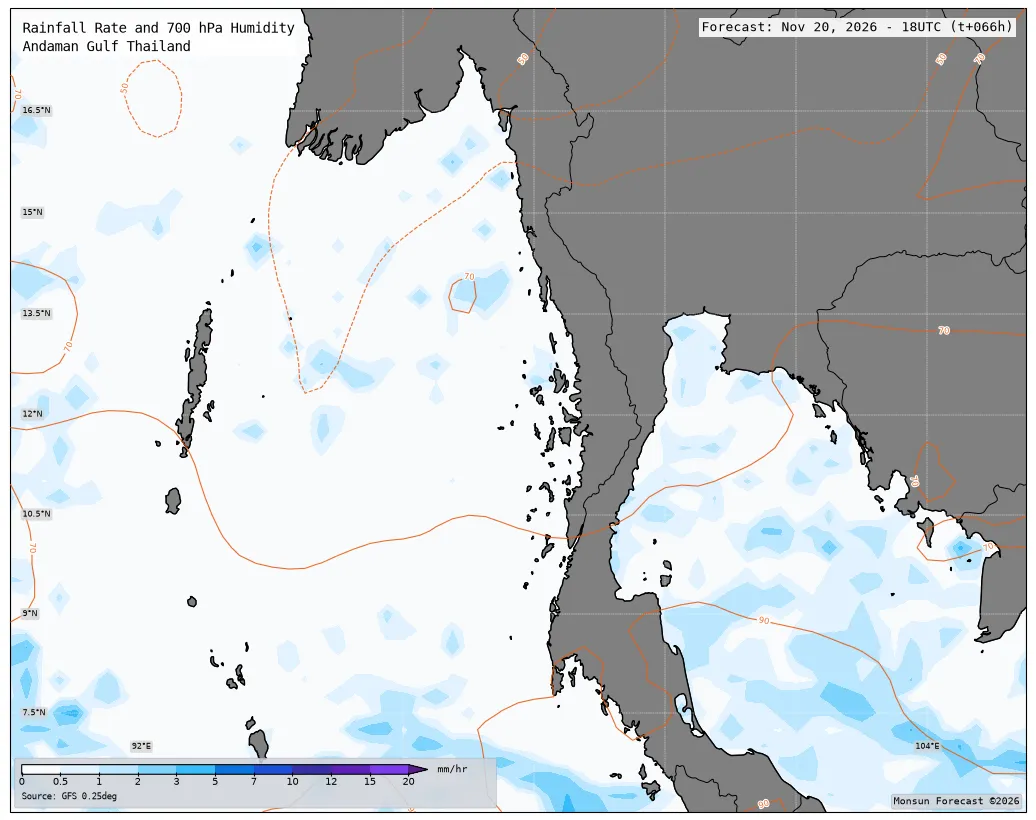 Rainfall Rate and 700 hPa Humidity
Andaman Gulf Thailand
Forecast: Nov 20, 2026 - 18UTC (t+066h)
50
50
50
70
70
16.5°N
15°N
70
13.5°N
70
70
12°N
70
10.5°N
70
70
9°N
90
7.5°N
92°E
104°E
0 0.5 1 2 3 5 7 10 12 15 20 mm/hr
Source: GFS 0.25deg
90
Monsun Forecast ©2026